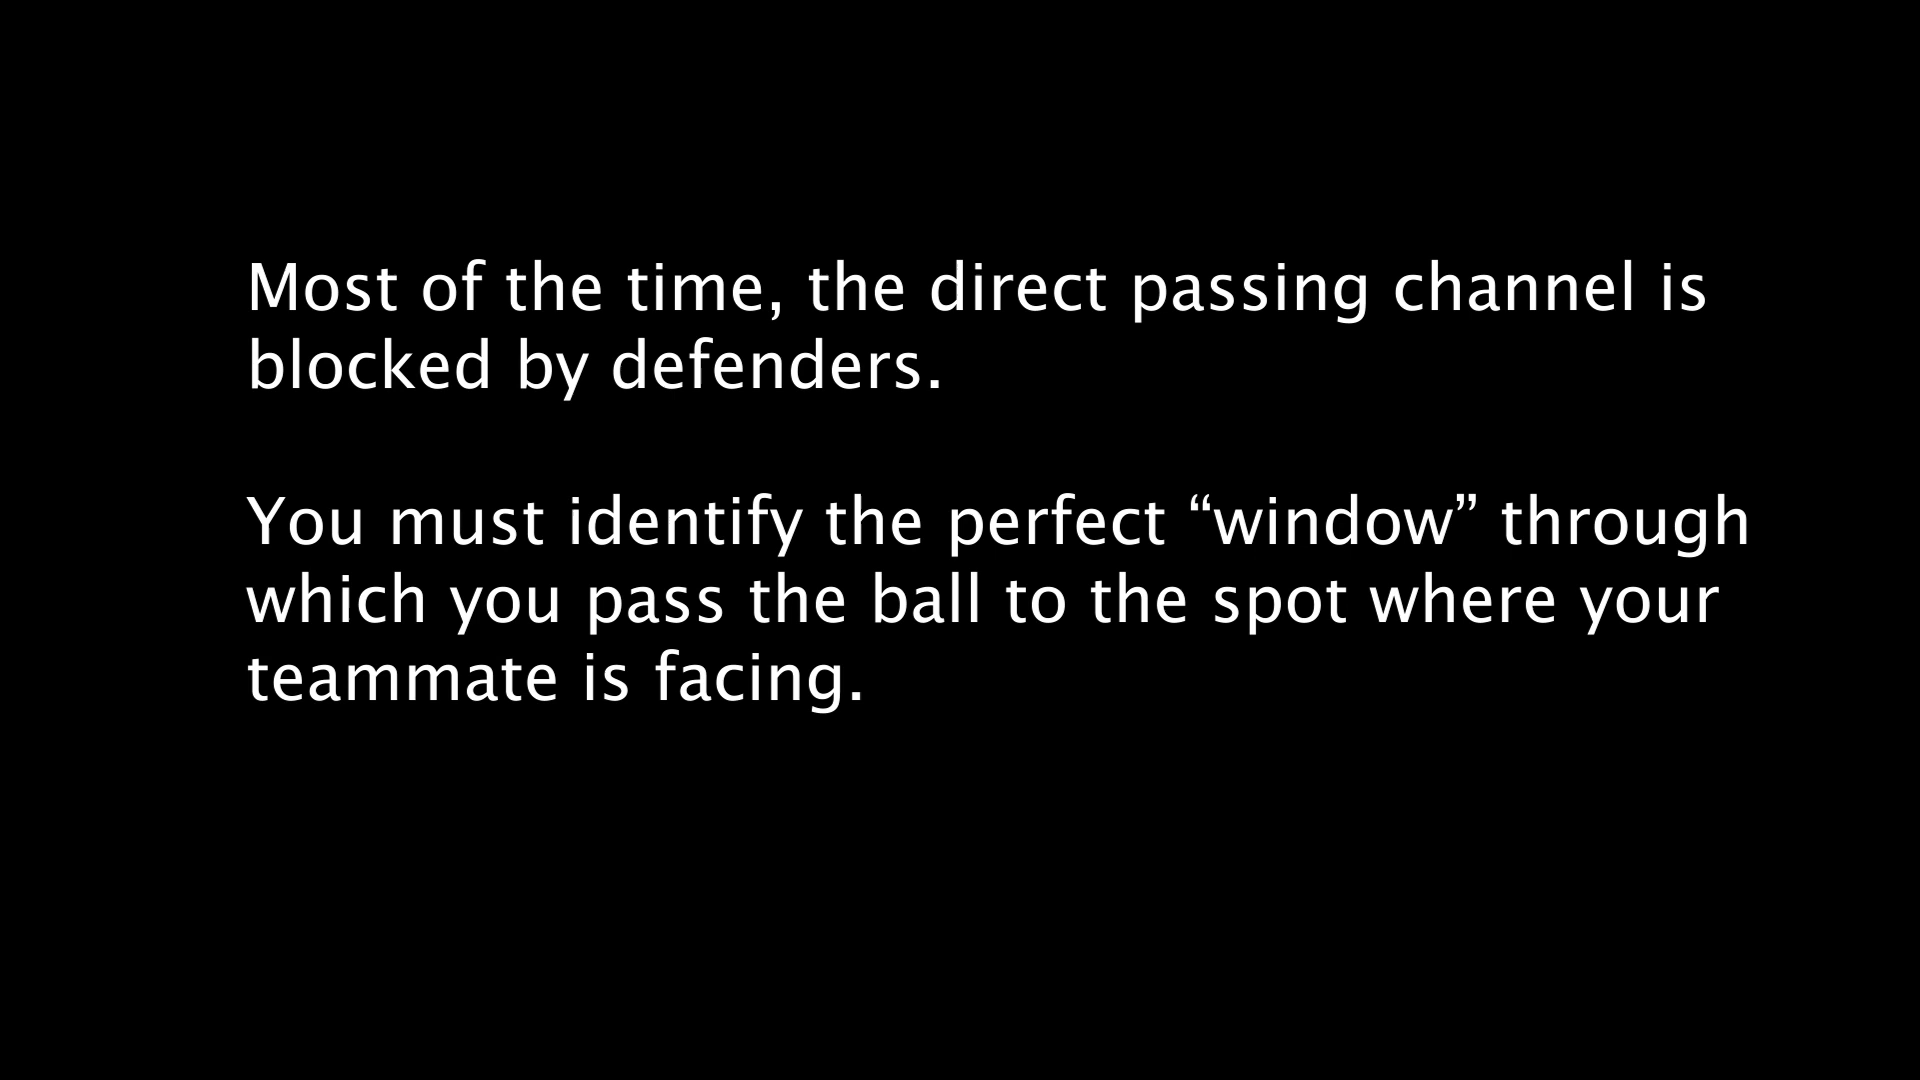 Most of the time, the direct passing channel is
blocked by defenders.
You must identify the perfect “window” through
which you pass the ball to the spot where your
teammate is facing.